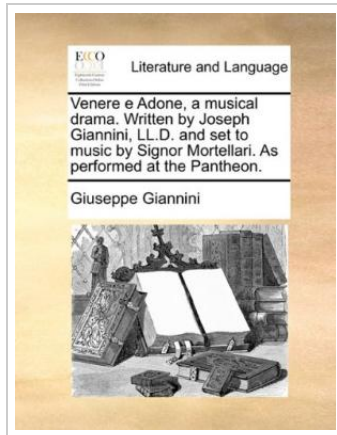 ECCO
Literature and Language
Venere e Adone, a musical
drama. Written by Joseph
Giannini, LL.D. and set to
music by Signor Mortellari. As
performed at the Pantheon.
Giuseppe Giannini